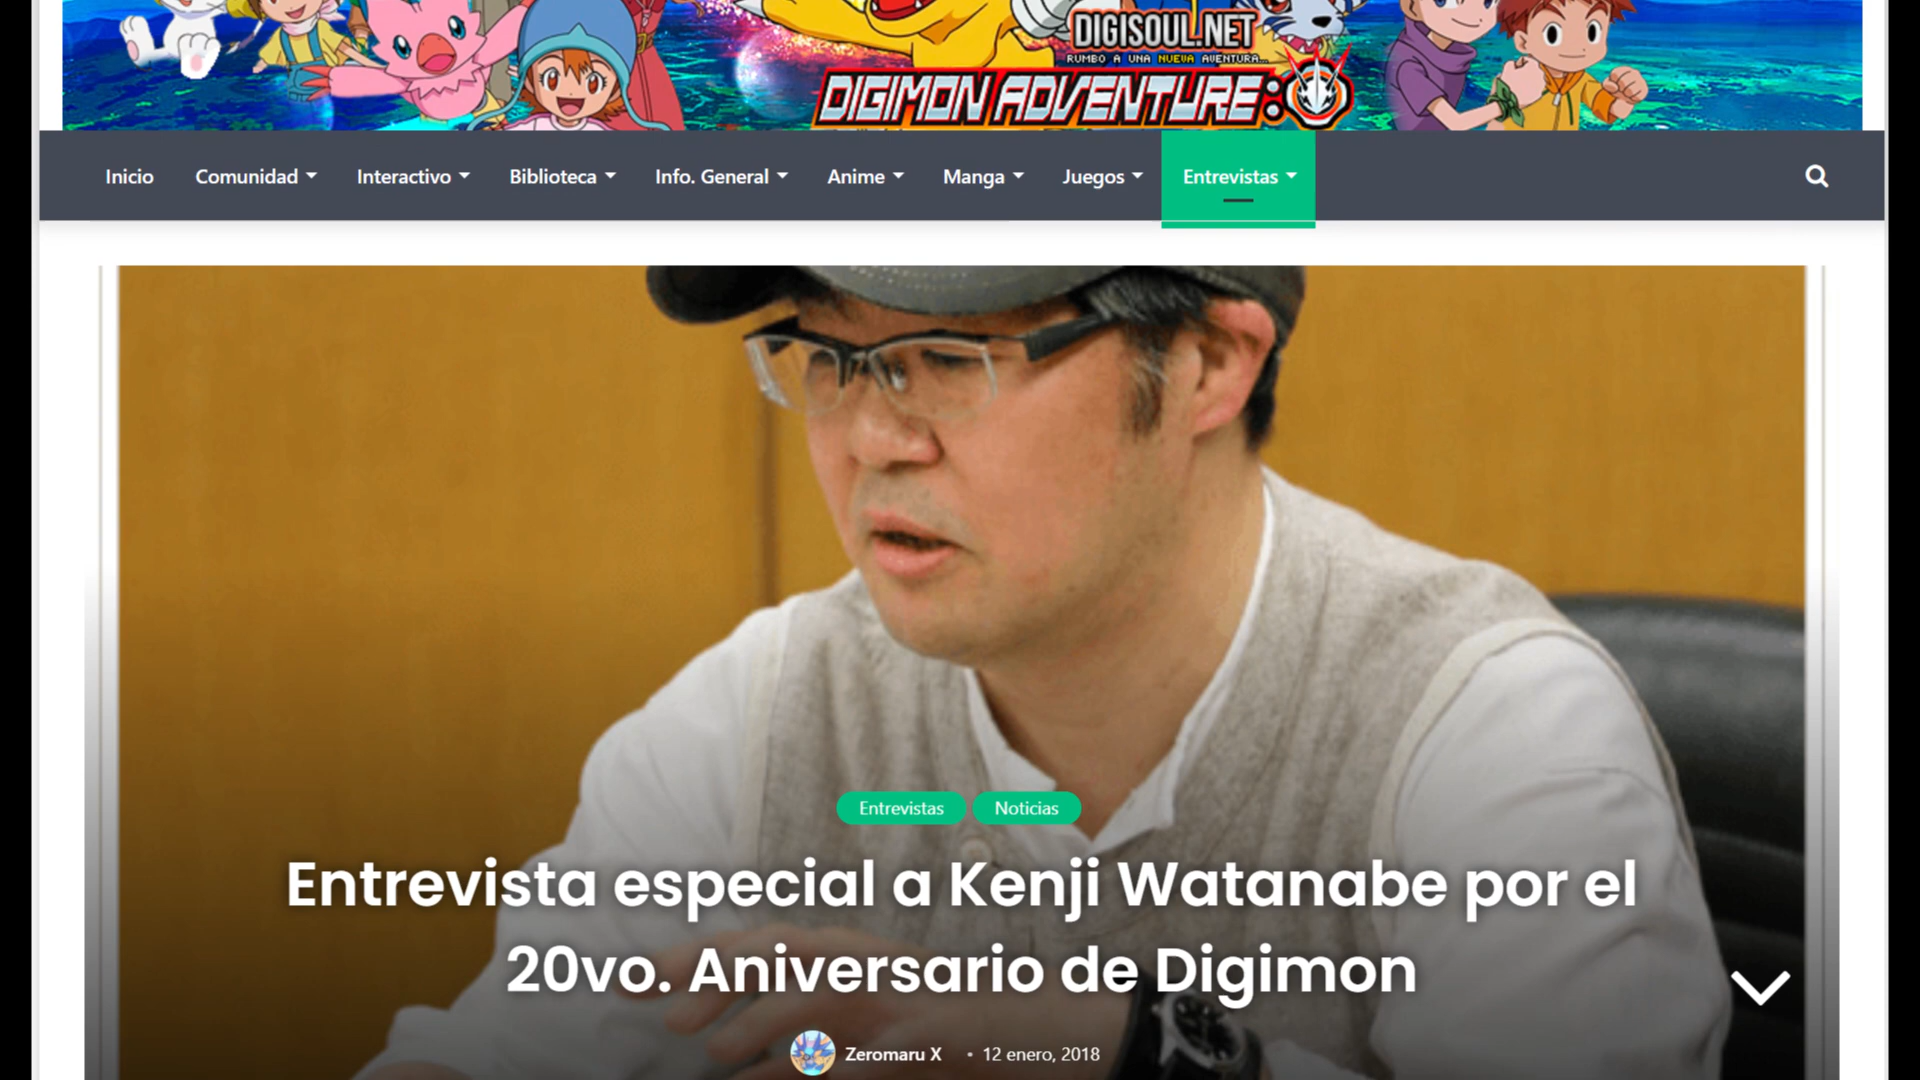 DIGISOUL.NET
RUMBO A UNA NUEVA AVENTURA...
DIGIMON ADVENTURE:
Inicio Comunidad Interactivo Biblioteca Info. General Anime Manga Juegos Entrevistas
Entrevistas Noticias
Entrevista especial a Kenji Watanabe por el
20vo. Aniversario de Digimon
Zeromaru X • 12 enero, 2018